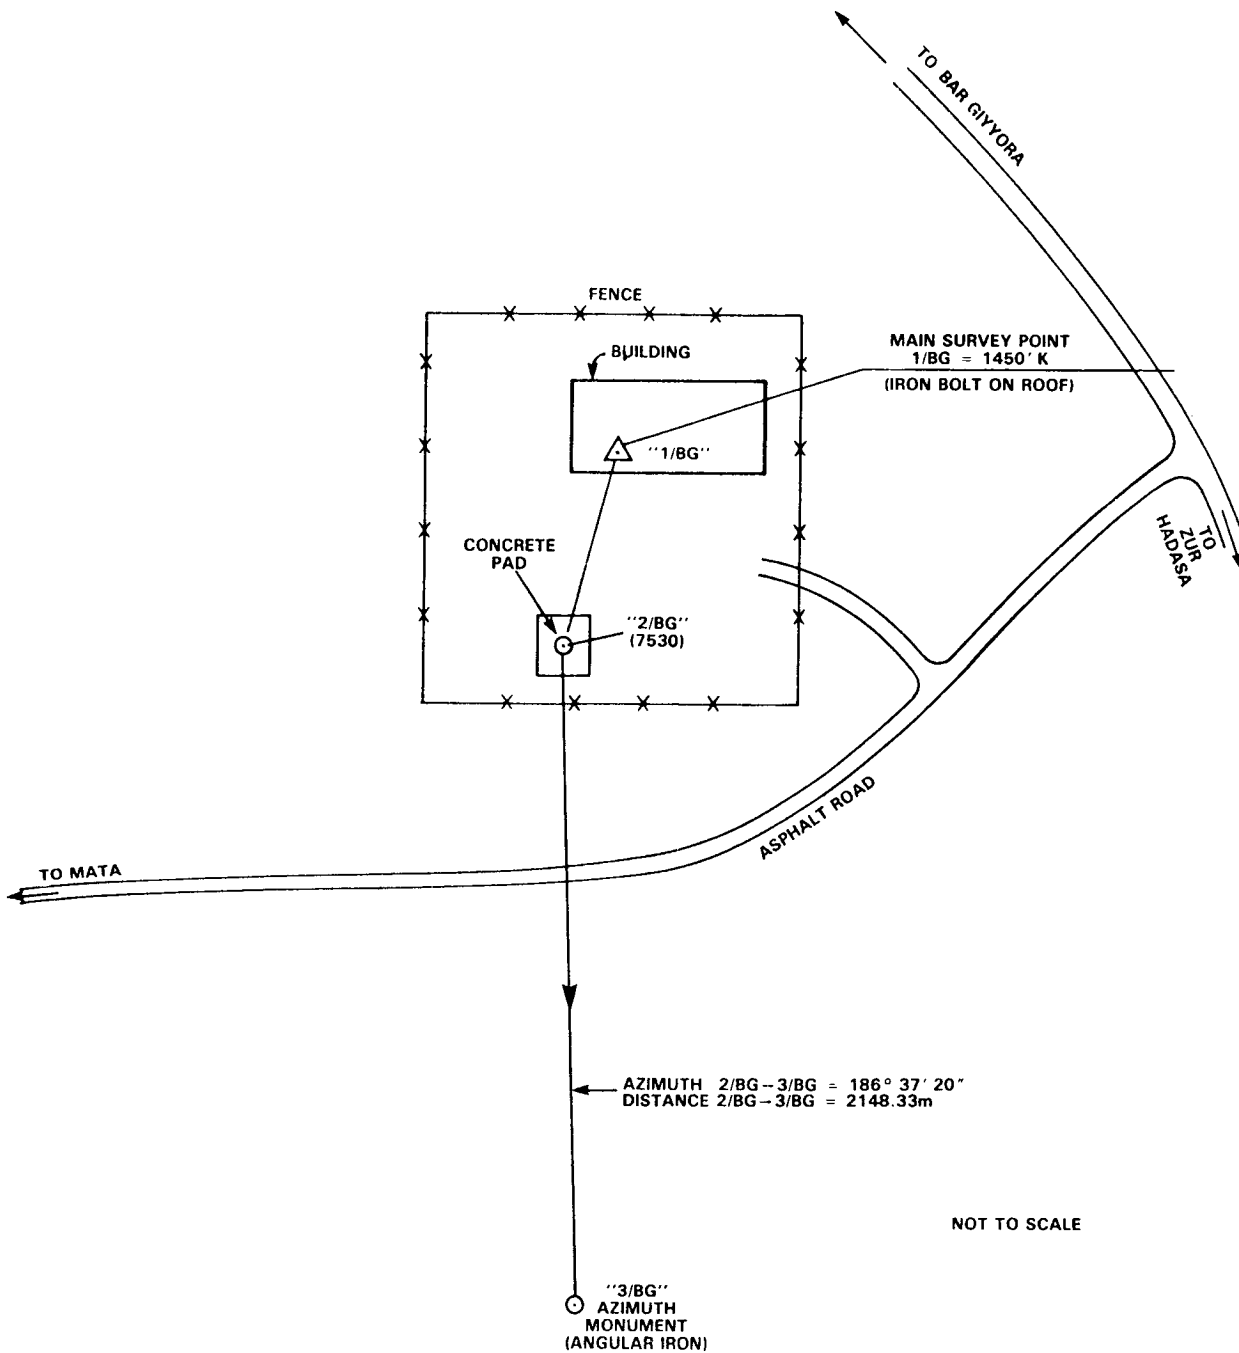 TO BAR GIYYORA
FENCE
BUILDING
MAIN SURVEY POINT
1/BG = 1450' K
(IRON BOLT ON ROOF)
"1/BG"
CONCRETE
PAD
"2/BG"
(7530)
TO
ZUR
HADASA
ASPHALT ROAD
TO MATA
AZIMUTH 2/BG--3/BG = 186° 37' 20"
DISTANCE 2/BG→3/BG = 2148.33m
NOT TO SCALE
"3/BG"
AZIMUTH
MONUMENT
(ANGULAR IRON)